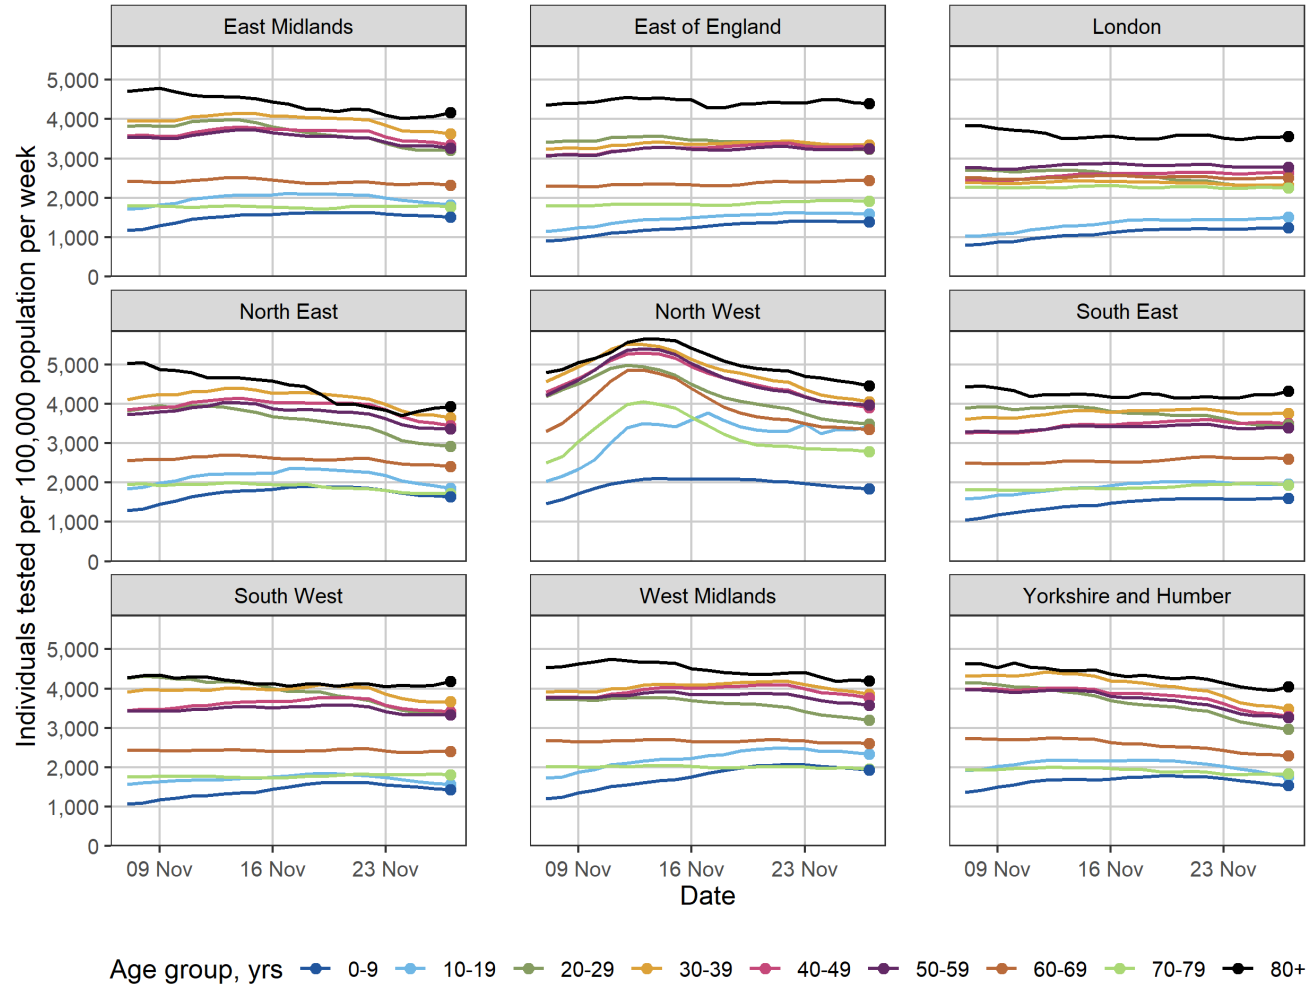 East Midlands
East of England
London
5,000
4,000
3,000
2,000
1,000
0
North East
North West
South East
5,000
4,000
3,000
2,000
1,000
0
South West
West Midlands
Yorkshire and Humber
5,000
4,000
3,000
2,000
1,000
0
Individuals tested per 100,000 population per week
09 Nov 16 Nov 23 Nov
09 Nov 16 Nov 23 Nov
09 Nov 16 Nov 23 Nov
Date
Age group, yrs 0-9 10-19 20-29 30-39 40-49 50-59 60-69 70-79 80+